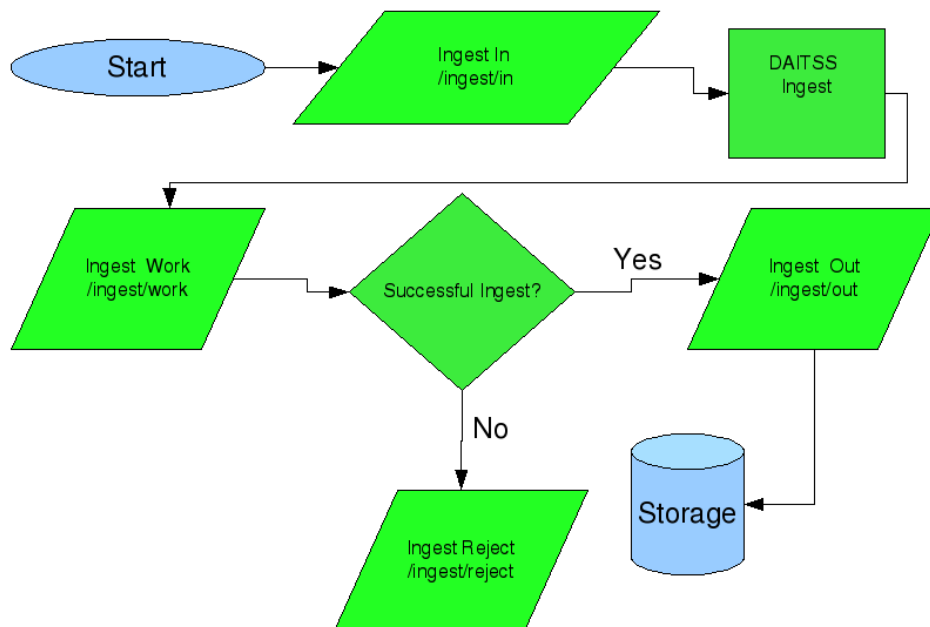 Start
Ingest In
/ingest/in
DAITSS
Ingest
Ingest Work
/ingest/work
Successful Ingest?
Yes
Ingest Out
/ingest/out
No
Storage
Ingest Reject
/ingest/reject